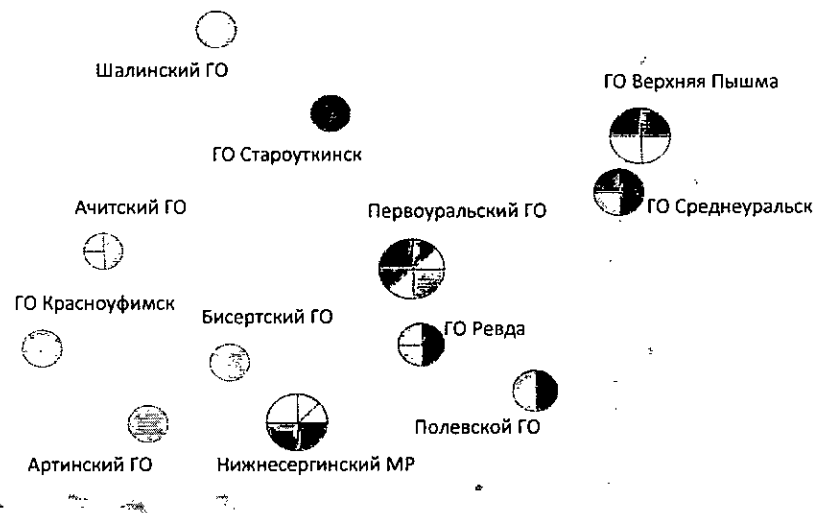 Шалинский ГО
ГО Верхняя Пышма
ГО Староуткинск
Ачитский ГО
Первоуральский ГО
ГО Среднеуральск
ГО Красноуфимск
Бисертский ГО
ГО Ревда
Полевской ГО
Артинский ГО
Нижнесергинский МР